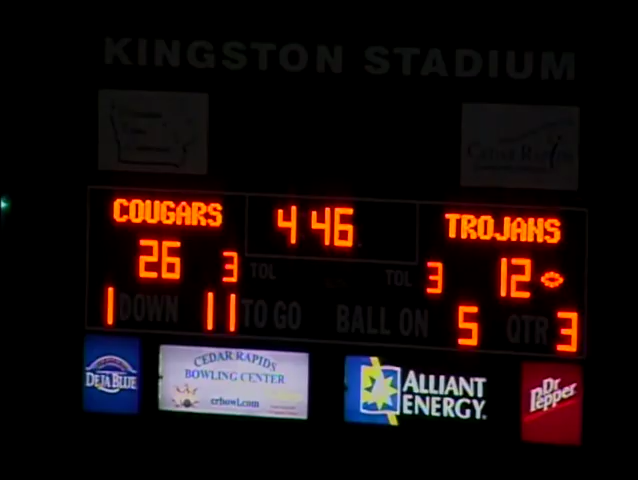 KINGSTON STADIUM
COUGARS 4 46 TROJANS
26 3 TOL TOL 3 12
1 DOWN 11 TO GO BALL ON 5 QTR 3
DEJA BLUE
CEDAR RAPIDS
BOWLING CENTER
crbowl.com
ALLIANT
ENERGY
Dr
Pepper